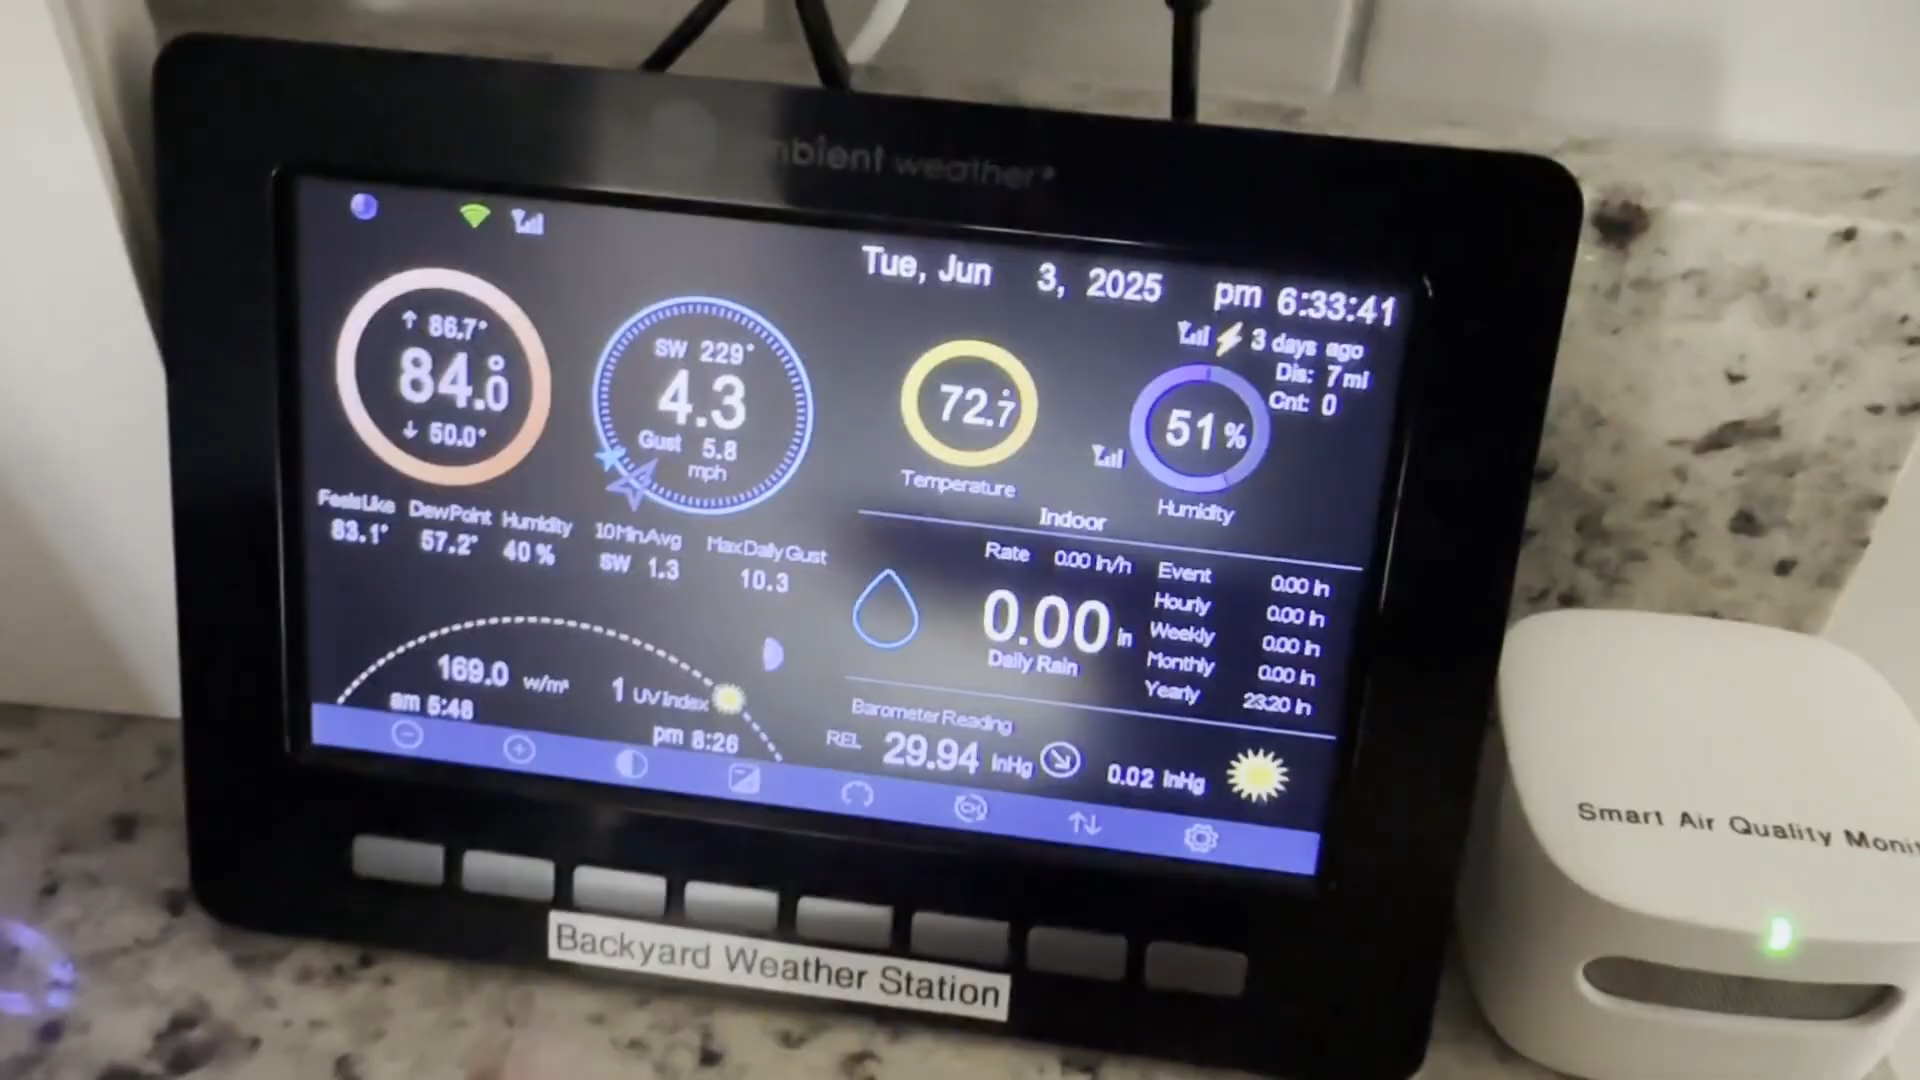 ambient weather®
Tue, Jun 3, 2025 pm 6:33:41
↑ 86.7°
84.0°
↓ 50.0°
FeelsLike DewPoint Humidity
83.1° 57.2° 40 %
SW 229°
4.3
Gust 5.8
mph
10MinAvg MaxDailyGust
SW 1.3 10.3
72.7°
Temperature
51 %
Humidity
Indoor
3 days ago
Dis: 7 mi
Cnt: 0
Rate 0.00 in/h
0.00 in
Daily Rain
Event 0.00 in
Hourly 0.00 in
Weekly 0.00 in
Monthly 0.00 in
Yearly 23.20 in
169.0 w/m² 1 UV Index
am 5:48 pm 8:26
Barometer Reading
REL 29.94 inHg 0.02 inHg
Backyard Weather Station
Smart Air Quality Monit